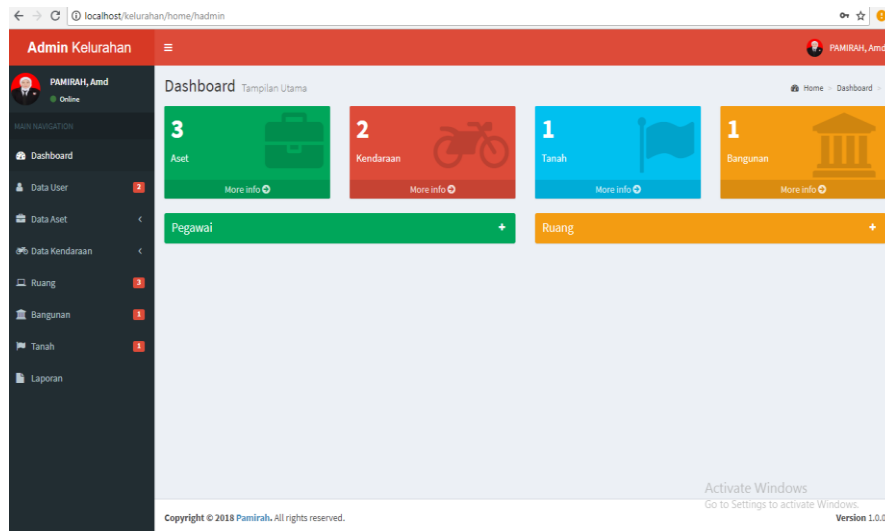 localhost/kelurahan/home/hadmin
Admin Kelurahan
PAMIRAH, Amd
PAMIRAH, Amd
Online
MAIN NAVIGATION
Dashboard
Data User 2
Data Aset
Data Kendaraan
Ruang 3
Bangunan 1
Tanah 1
Laporan
Dashboard Tampilan Utama
Home > Dashboard >
3
Aset
More info
2
Kendaraan
More info
1
Tanah
More info
1
Bangunan
More info
Pegawai +
Ruang +
Activate Windows
Go to Settings to activate Windows.
Copyright © 2018 Pamirah. All rights reserved.
Version 1.0.0